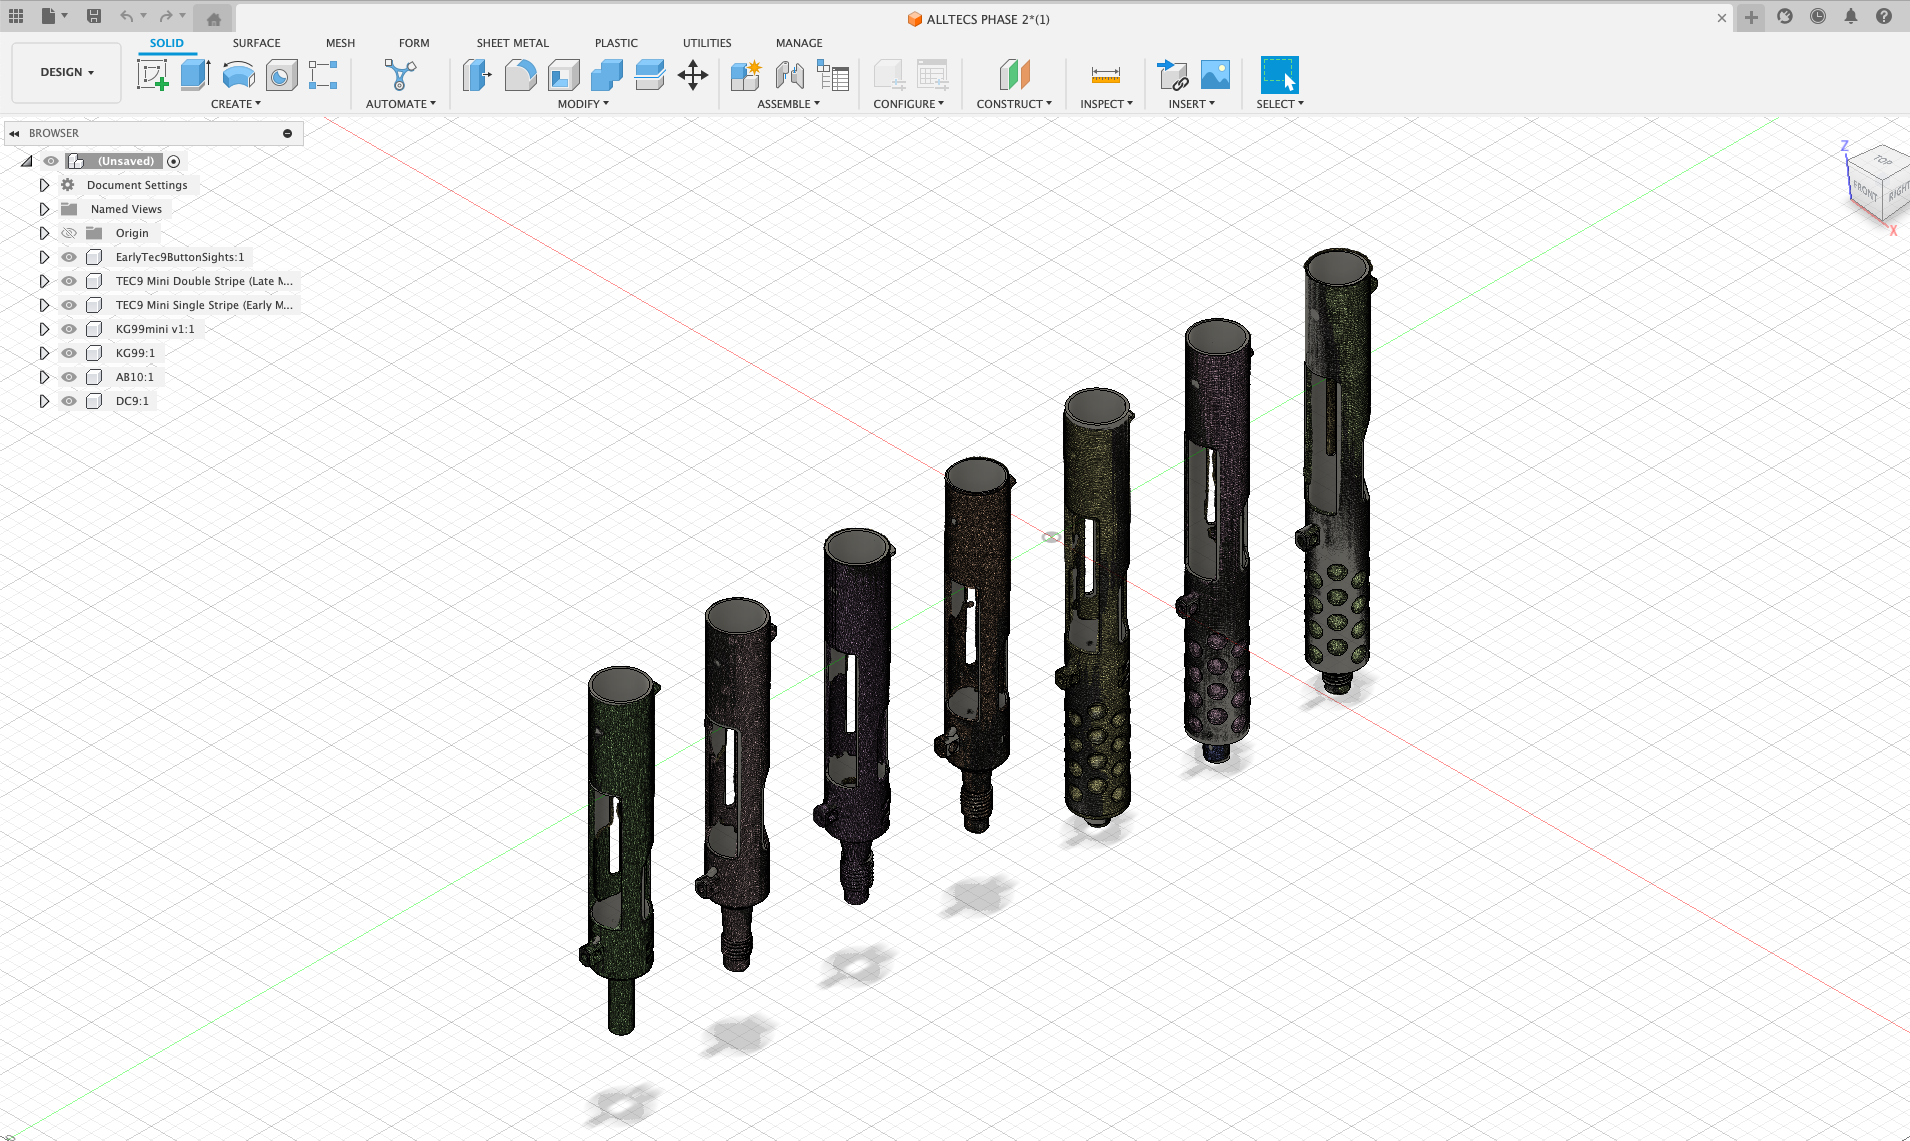 ALLTECS PHASE 2*(1)
SOLID SURFACE MESH FORM SHEET METAL PLASTIC UTILITIES MANAGE
DESIGN
CREATE AUTOMATE MODIFY ASSEMBLE CONFIGURE CONSTRUCT INSPECT INSERT SELECT
BROWSER
(Unsaved)
Document Settings
Named Views
Origin
EarlyTec9ButtonSights:1
TEC9 Mini Double Stripe (Late M...
TEC9 Mini Single Stripe (Early M...
KG99mini v1:1
KG99:1
AB10:1
DC9:1
Z
TOP
FRONT
RIGHT
X